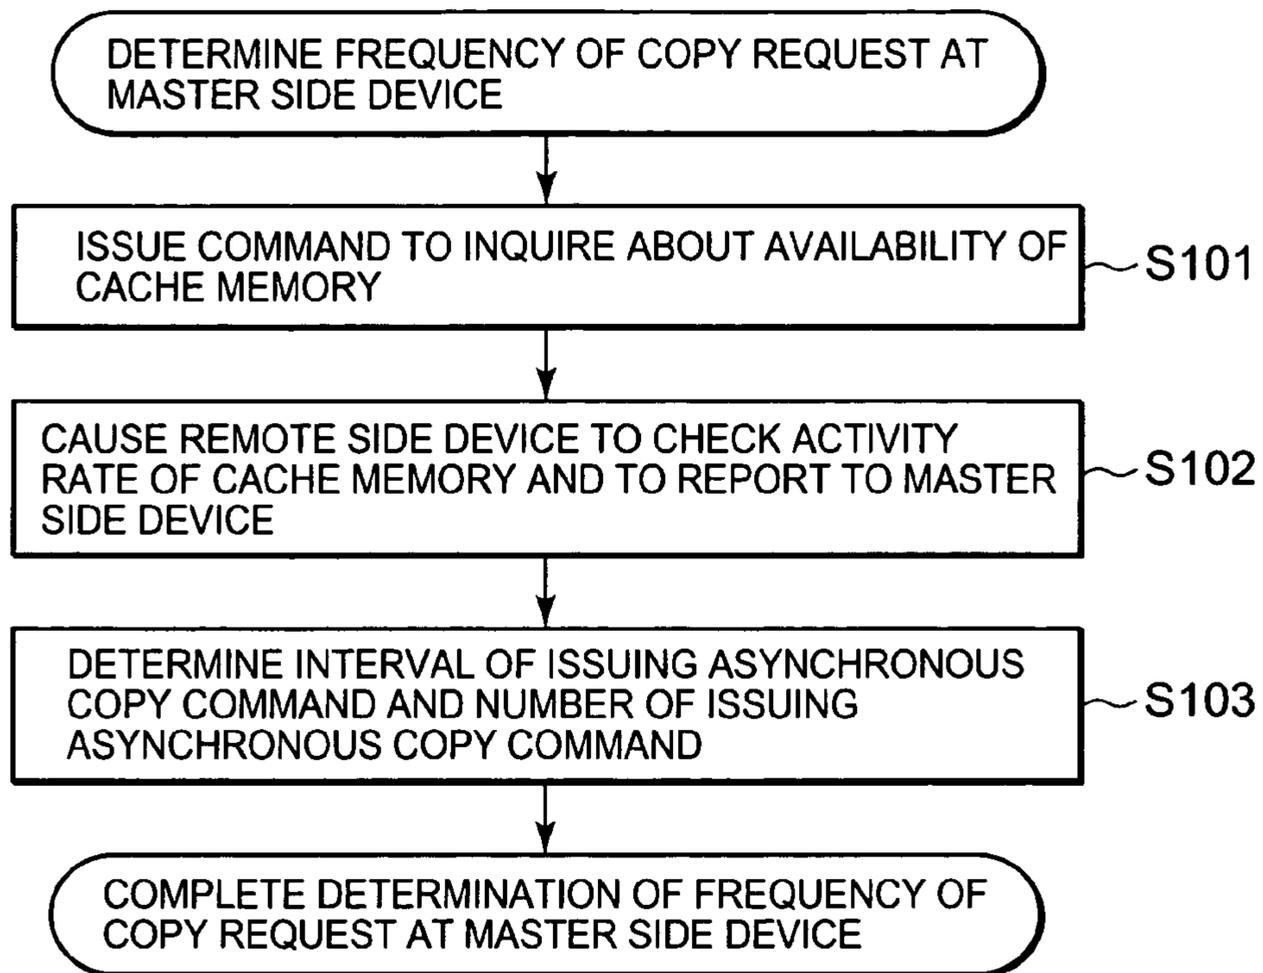 DETERMINE FREQUENCY OF COPY REQUEST AT
MASTER SIDE DEVICE
ISSUE COMMAND TO INQUIRE ABOUT AVAILABILITY OF
CACHE MEMORY
S101
CAUSE REMOTE SIDE DEVICE TO CHECK ACTIVITY
RATE OF CACHE MEMORY AND TO REPORT TO MASTER
SIDE DEVICE
S102
DETERMINE INTERVAL OF ISSUING ASYNCHRONOUS
COPY COMMAND AND NUMBER OF ISSUING
ASYNCHRONOUS COPY COMMAND
S103
COMPLETE DETERMINATION OF FREQUENCY OF
COPY REQUEST AT MASTER SIDE DEVICE